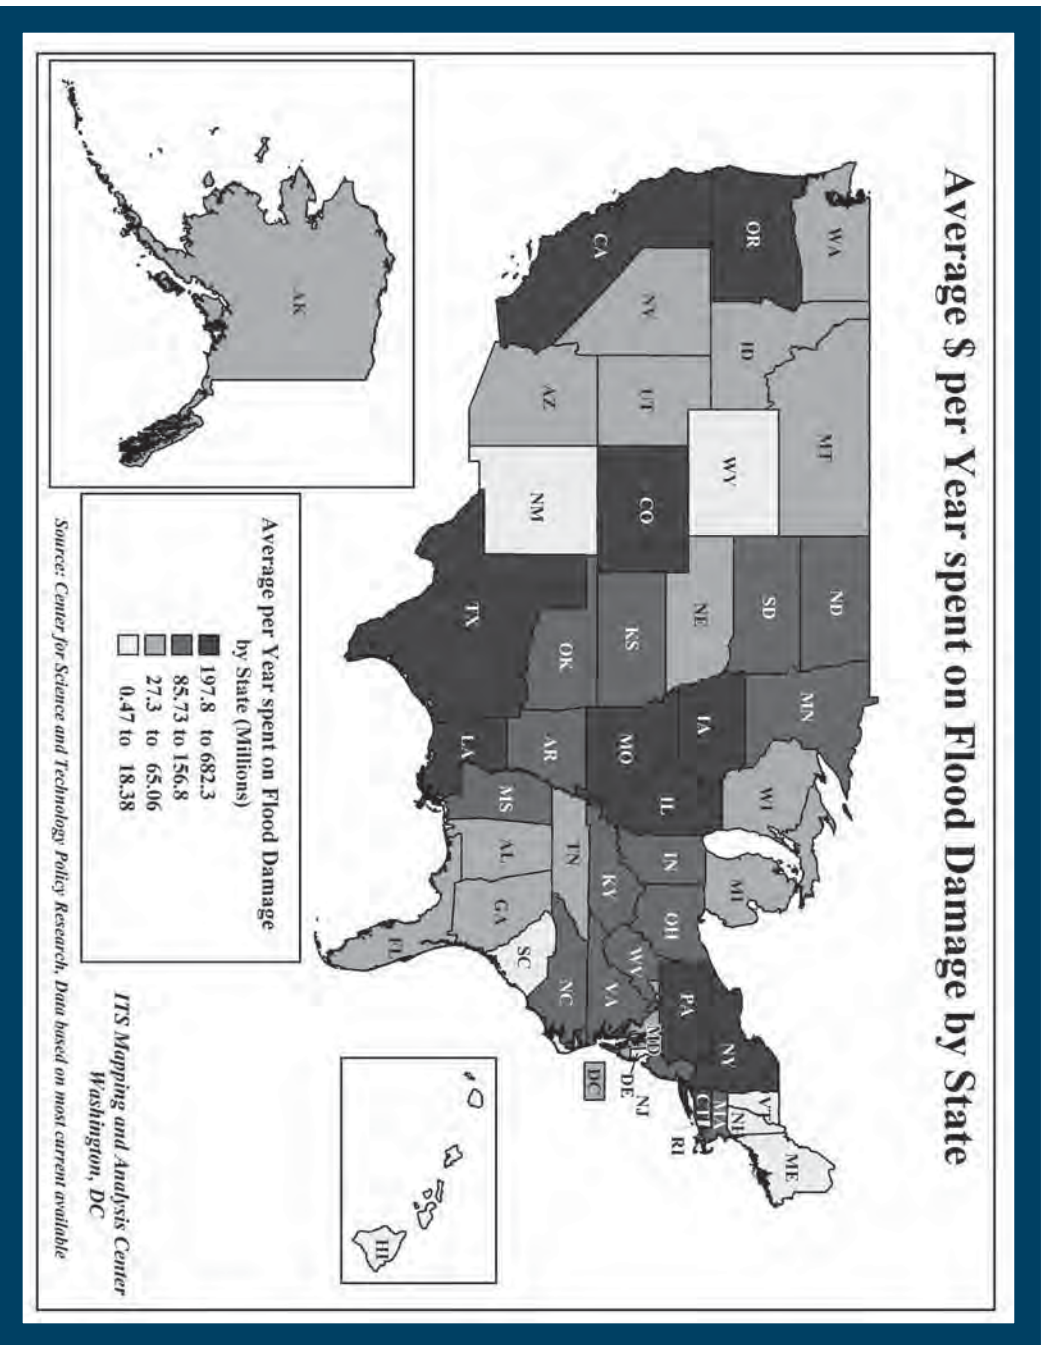 Average $ per Year spent on Flood Damage by State
WA
OR
CA
NV
ID
MT
WY
UT
AZ
NM
CO
ND
SD
NE
KS
OK
TX
MN
IA
MO
AR
LA
WI
IL
MS
MI
IN
KY
TN
AL
GA
FL
SC
NC
VA
WV
OH
PA
NY
MD
DE
NJ
DC
VT
NH
MA
CT
RI
ME
AK
HI
Average per Year spent on Flood Damage
by State (Millions)
197.8 to 682.3
85.73 to 156.8
27.3 to 65.06
0.47 to 18.38
ITS Mapping and Analysis Center
Washington, DC
Source: Center for Science and Technology Policy Research, Data based on most current available